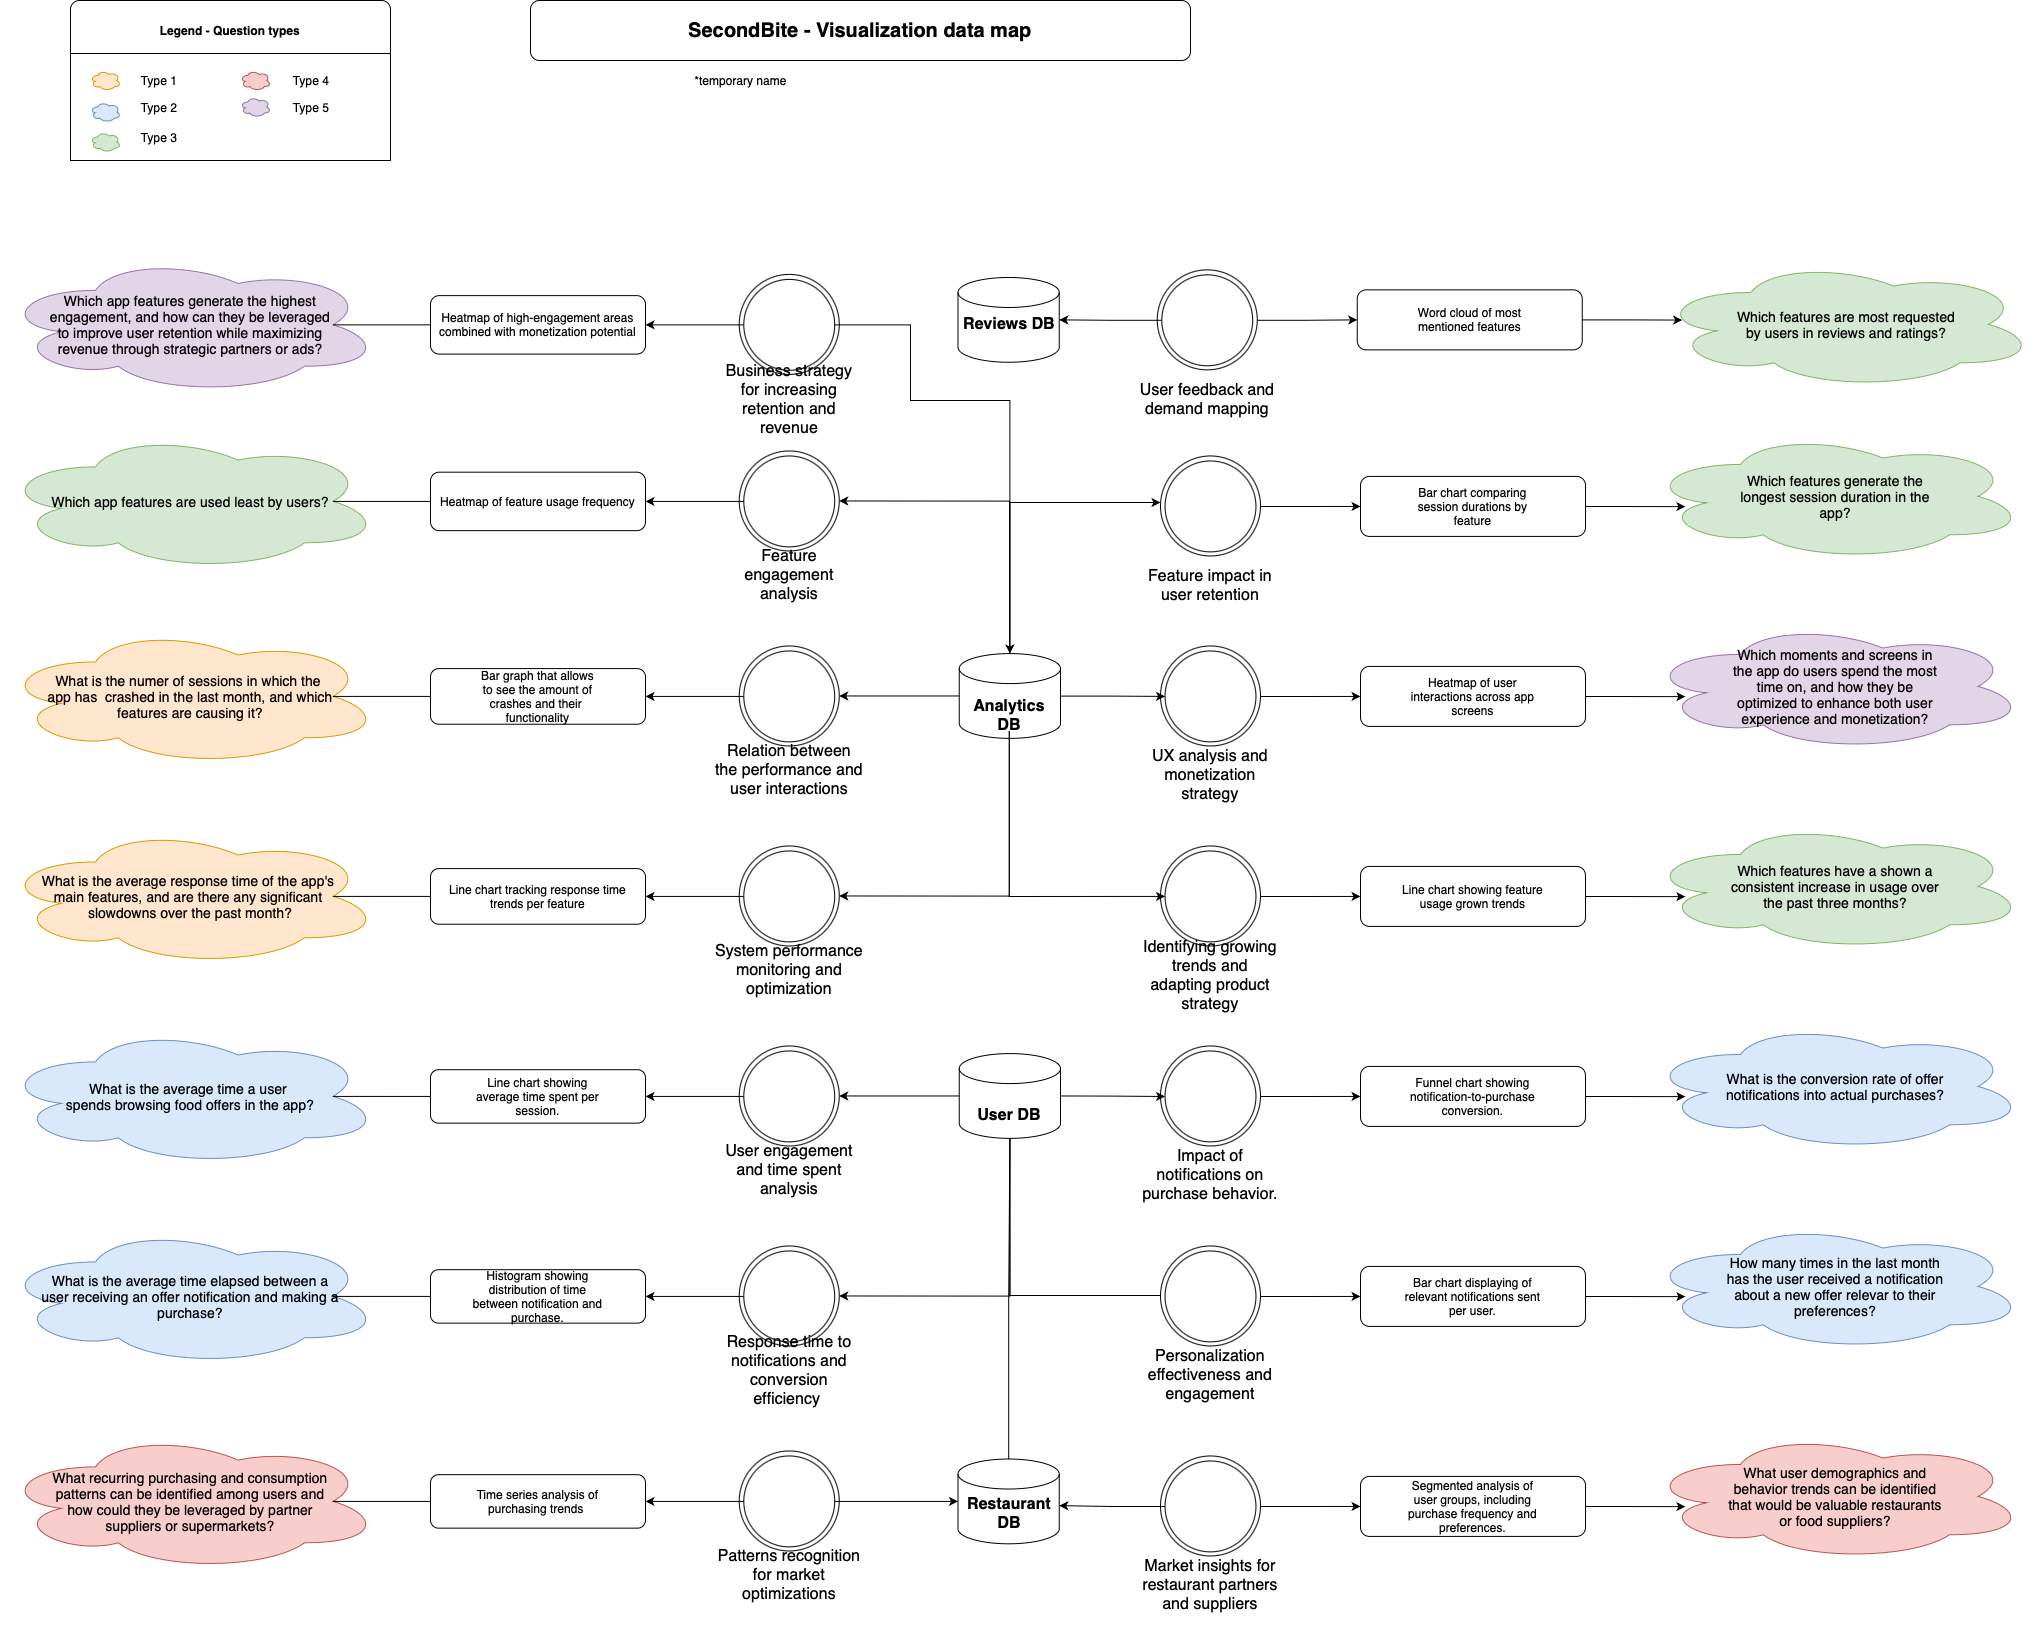 Legend - Question types
Type 1
Type 4
Type 2
Type 5
Type 3
SecondBite - Visualization data map
*temporary name
Which app features generate the highest
engagement, and how can they be leveraged
to improve user retention while maximizing
revenue through strategic partners or ads?
Heatmap of high-engagement areas
combined with monetization potential
Business strategy
for increasing
retention and
revenue
Reviews DB
User feedback and
demand mapping
Word cloud of most
mentioned features
Which features are most requested
by users in reviews and ratings?
Which app features are used least by users?
Heatmap of feature usage frequency
Feature
engagement
analysis
Feature impact in
user retention
Bar chart comparing
session durations by
feature
Which features generate the
longest session duration in the
app?
What is the numer of sessions in which the
app has  crashed in the last month, and which
features are causing it?
Bar graph that allows
to see the amount of
crashes and their
functionality
Relation between
the performance and
user interactions
Analytics
DB
UX analysis and
monetization
strategy
Heatmap of user
interactions across app
screens
Which moments and screens in
the app do users spend the most
time on, and how they be
optimized to enhance both user
experience and monetization?
What is the average response time of the app's
main features, and are there any significant
slowdowns over the past month?
Line chart tracking response time
trends per feature
System performance
monitoring and
optimization
Identifying growing
trends and
adapting product
strategy
Line chart showing feature
usage grown trends
Which features have a shown a
consistent increase in usage over
the past three months?
What is the average time a user
spends browsing food offers in the app?
Line chart showing
average time spent per
session.
User engagement
and time spent
analysis
User DB
Impact of
notifications on
purchase behavior.
Funnel chart showing
notification-to-purchase
conversion.
What is the conversion rate of offer
notifications into actual purchases?
What is the average time elapsed between a
user receiving an offer notification and making a
purchase?
Histogram showing
distribution of time
between notification and
purchase.
Response time to
notifications and
conversion
efficiency
Personalization
effectiveness and
engagement
Bar chart displaying of
relevant notifications sent
per user.
How many times in the last month
has the user received a notification
about a new offer relevar to their
preferences?
What recurring purchasing and consumption
patterns can be identified among users and
how could they be leveraged by partner
suppliers or supermarkets?
Time series analysis of
purchasing trends
Patterns recognition
for market
optimizations
Restaurant
DB
Market insights for
restaurant partners
and suppliers
Segmented analysis of
user groups, including
purchase frequency and
preferences.
What user demographics and
behavior trends can be identified
that would be valuable restaurants
or food suppliers?